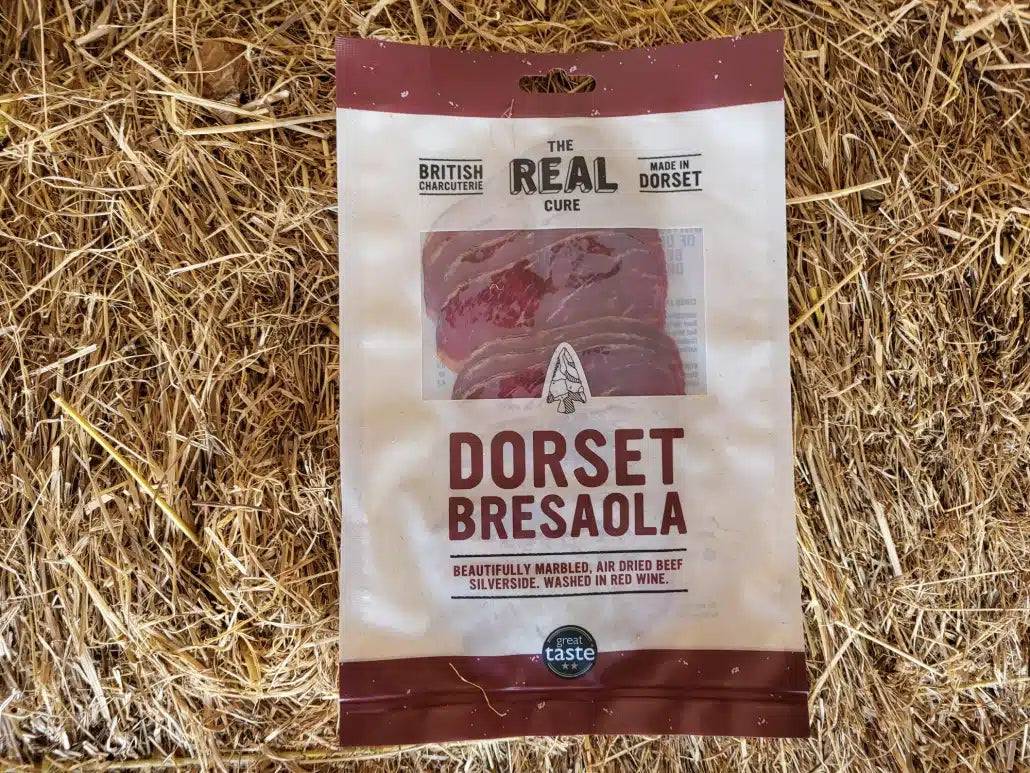 BRITISH
CHARCUTERIE
THE
REAL
CURE
MADE IN
DORSET
DORSET
BRESAOLA
BEAUTIFULLY MARBLED, AIR DRIED BEEF
SILVERSIDE. WASHED IN RED WINE.
great
taste